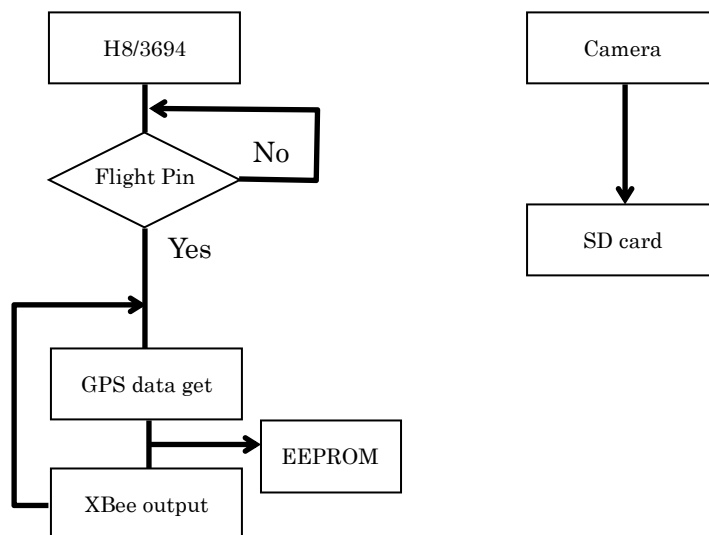 H8/3694
Camera
No
Flight Pin
SD card
Yes
GPS data get
EEPROM
XBee output